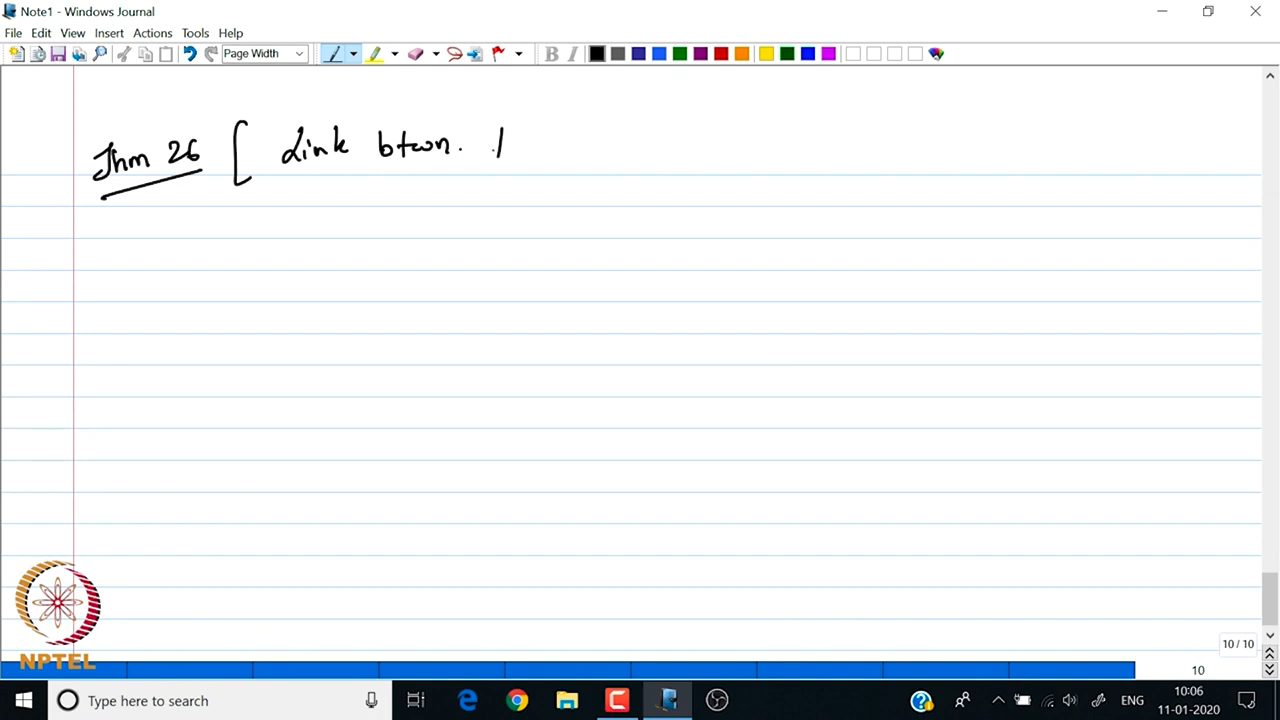 Note1 - Windows Journal
File Edit View Insert Actions Tools Help
Page Width B I
Thm 26 [ Link btwn.
10 / 10
NPTEL
10
Type here to search
ENG
10:06
11-01-2020